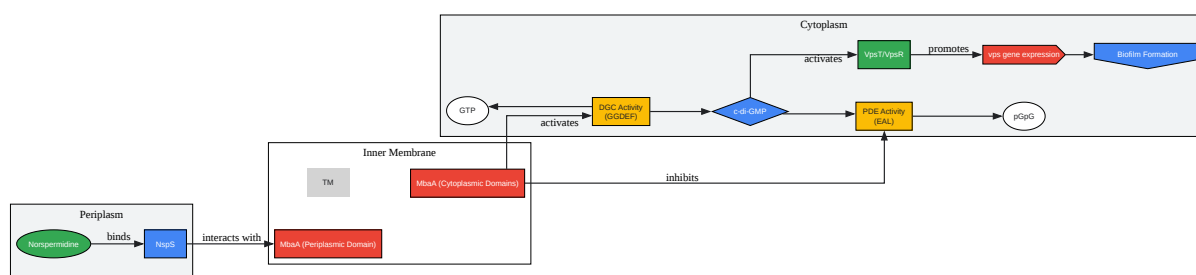 Cytoplasm
VpsT/VpsR
promotes
vps gene expression
Biofilm Formation
activates
GTP
DGC Activity
(GGDEF)
c-di-GMP
PDE Activity
(EAL)
pGpG
activates
Inner Membrane
TM
MbaA (Cytoplasmic Domains)
inhibits
Periplasm
Norspermidine
binds
NspS
interacts with
MbaA (Periplasmic Domain)